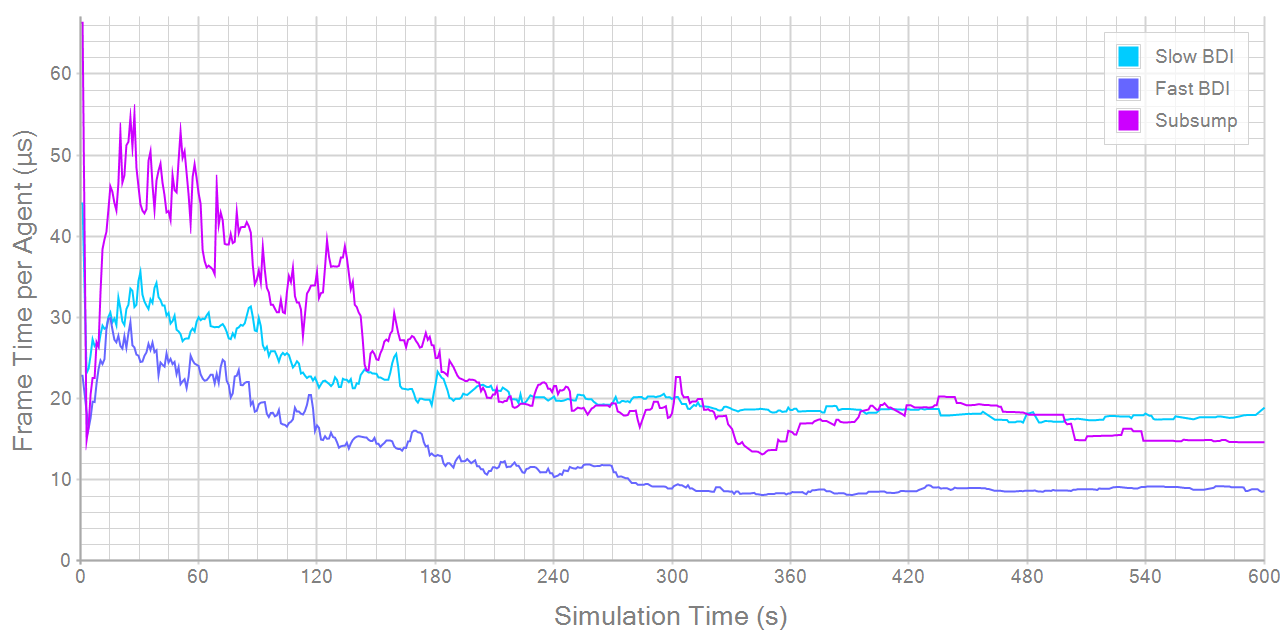 Frame Time per Agent (µs)
60
50
40
30
20
10
0
Slow BDI
Fast BDI
Subsump
0 60 120 180 240 300 360 420 480 540 600
Simulation Time (s)